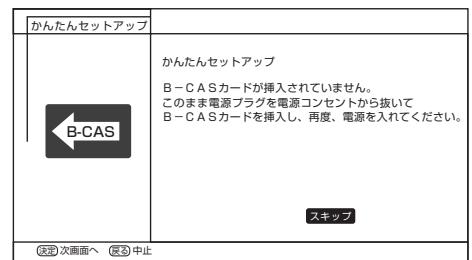 かんたんセットアップ
かんたんセットアップ
B－CASカードが挿入されていません。
このまま電源プラグを電源コンセントから抜いて
B－CASカードを挿入し、再度、電源を入れてください。
B-CAS
スキップ
決定 次画面へ 戻る 中止